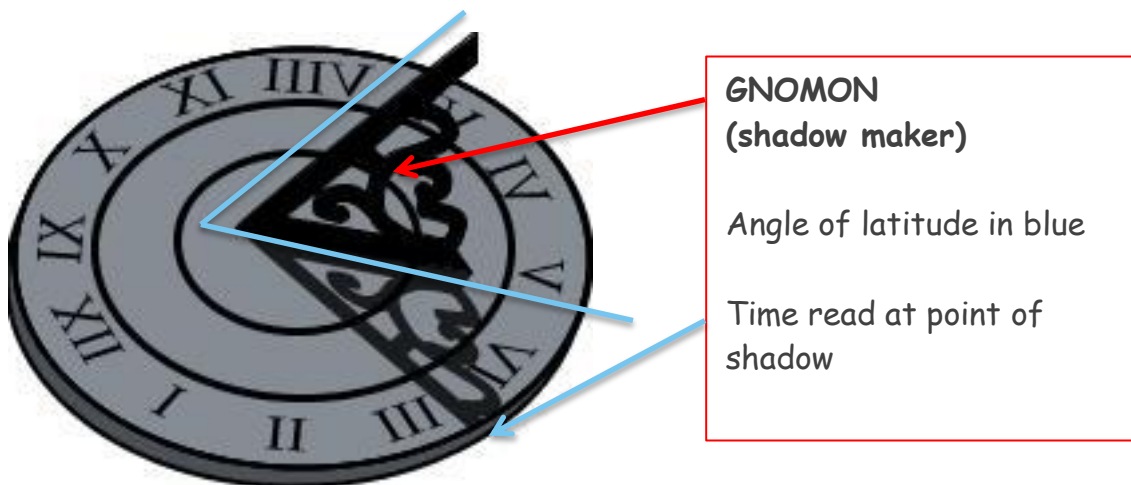 XI
IIIV
IV
V
VI
III
II
I
IX
X
GNOMON
(shadow maker)
Angle of latitude in blue
Time read at point of
shadow